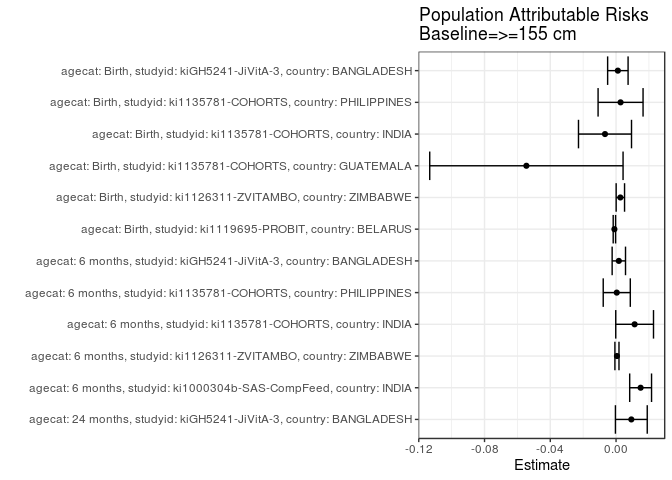 Population Attributable Risks
Baseline=>=155 cm
agecat: Birth, studyid: kiGH5241-JiVitA-3, country: BANGLADESH
agecat: Birth, studyid: ki1135781-COHORTS, country: PHILIPPINES
agecat: Birth, studyid: ki1135781-COHORTS, country: INDIA
agecat: Birth, studyid: ki1135781-COHORTS, country: GUATEMALA
agecat: Birth, studyid: ki1126311-ZVITAMBO, country: ZIMBABWE
agecat: Birth, studyid: ki1119695-PROBIT, country: BELARUS
agecat: 6 months, studyid: kiGH5241-JiVitA-3, country: BANGLADESH
agecat: 6 months, studyid: ki1135781-COHORTS, country: PHILIPPINES
agecat: 6 months, studyid: ki1135781-COHORTS, country: INDIA
agecat: 6 months, studyid: ki1126311-ZVITAMBO, country: ZIMBABWE
agecat: 6 months, studyid: ki1000304b-SAS-CompFeed, country: INDIA
agecat: 24 months, studyid: kiGH5241-JiVitA-3, country: BANGLADESH
-0.12 -0.08 -0.04 0.00
Estimate